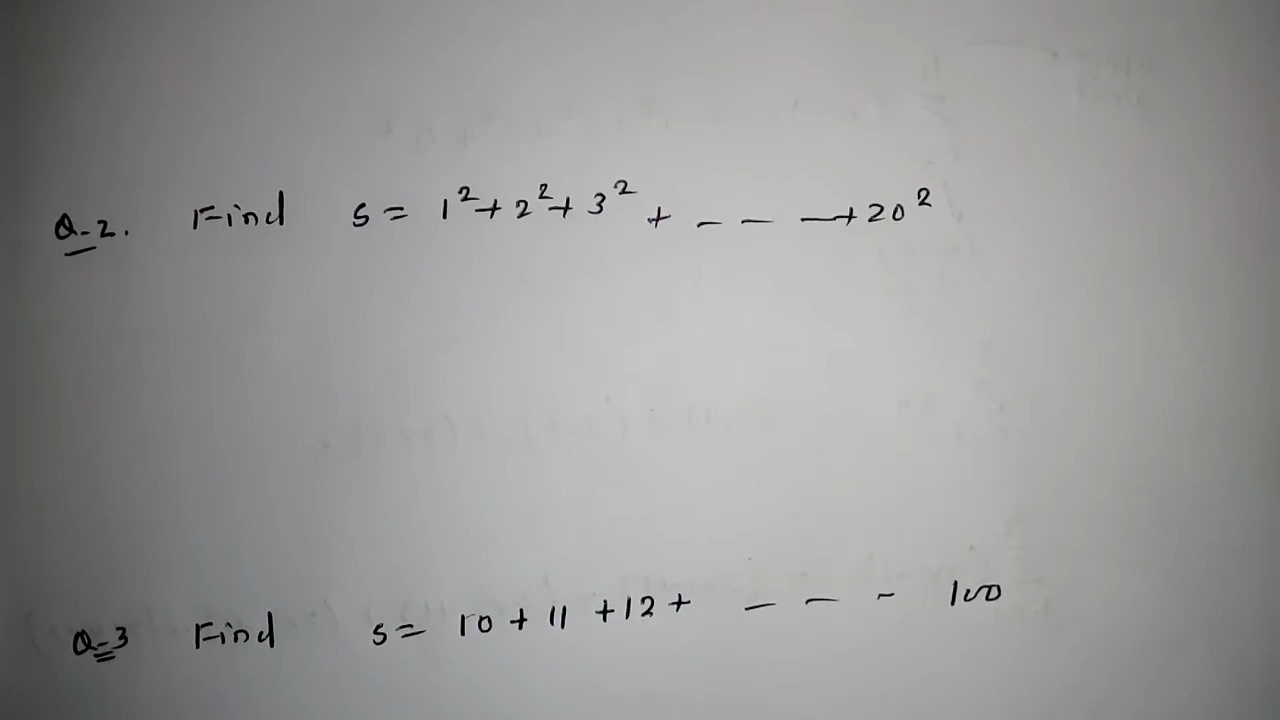 Q-2. Find s = 1² + 2² + 3² + - - - + 20²
Q-3 Find s = 10 + 11 + 12 + - - - 100